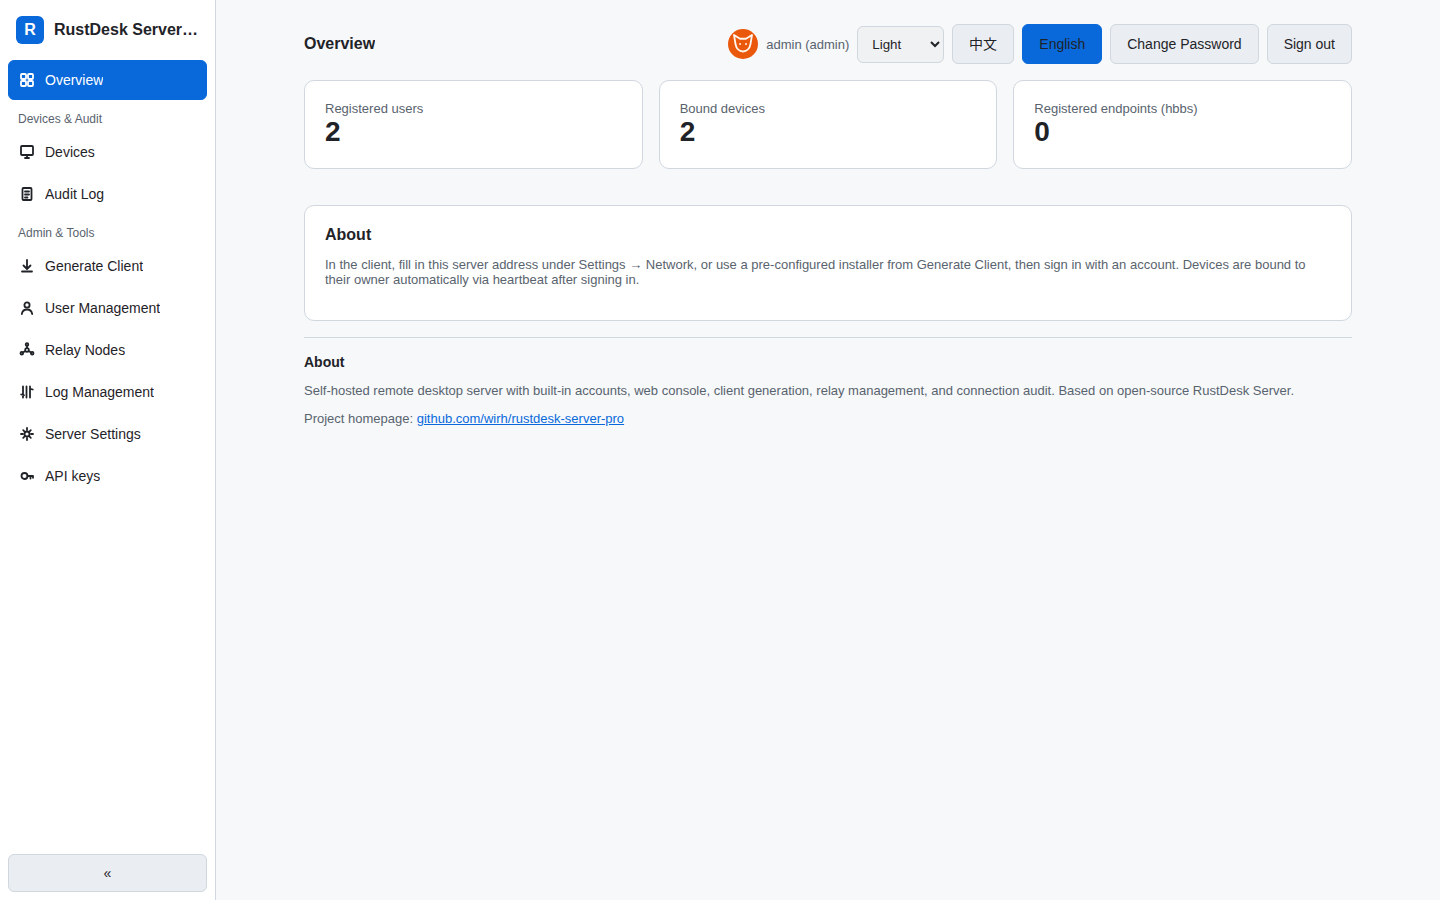 R RustDesk Server…
Overview
Devices & Audit
Devices
Audit Log
Admin & Tools
Generate Client
User Management
Relay Nodes
Log Management
Server Settings
API keys
«
Overview
admin (admin)
Light
中文
English
Change Password
Sign out
Registered users
2
Bound devices
2
Registered endpoints (hbbs)
0
About
In the client, fill in this server address under Settings → Network, or use a pre-configured installer from Generate Client, then sign in with an account. Devices are bound to
their owner automatically via heartbeat after signing in.
About
Self-hosted remote desktop server with built-in accounts, web console, client generation, relay management, and connection audit. Based on open-source RustDesk Server.
Project homepage: github.com/wirh/rustdesk-server-pro